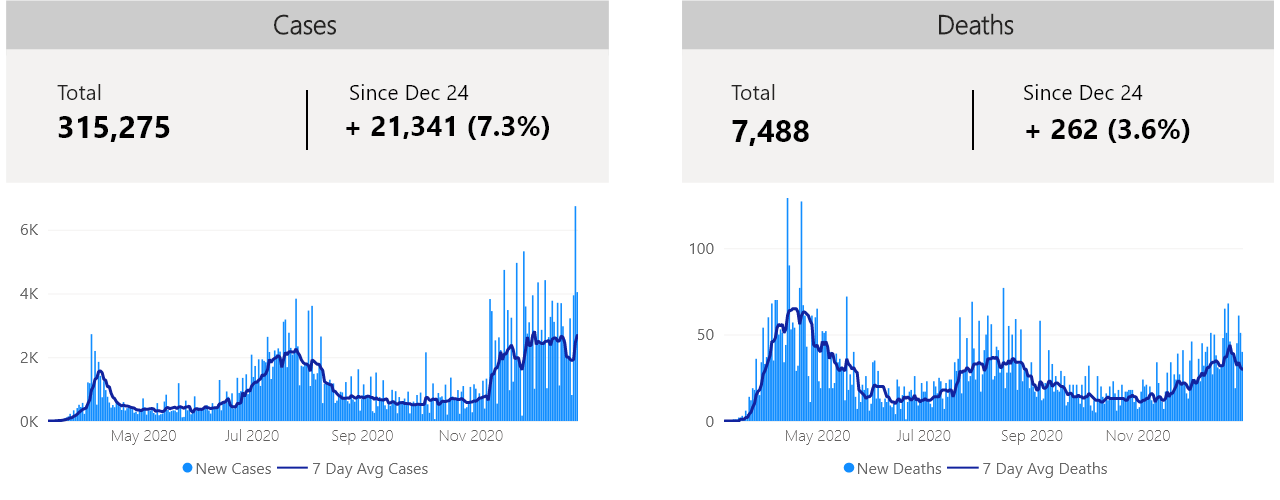 Cases
Total
315,275
Since Dec 24
+ 21,341 (7.3%)
6K
4K
2K
0K
May 2020
Jul 2020
Sep 2020
Nov 2020
New Cases
7 Day Avg Cases
Deaths
Total
7,488
Since Dec 24
+ 262 (3.6%)
100
50
0
May 2020
Jul 2020
Sep 2020
Nov 2020
New Deaths
7 Day Avg Deaths